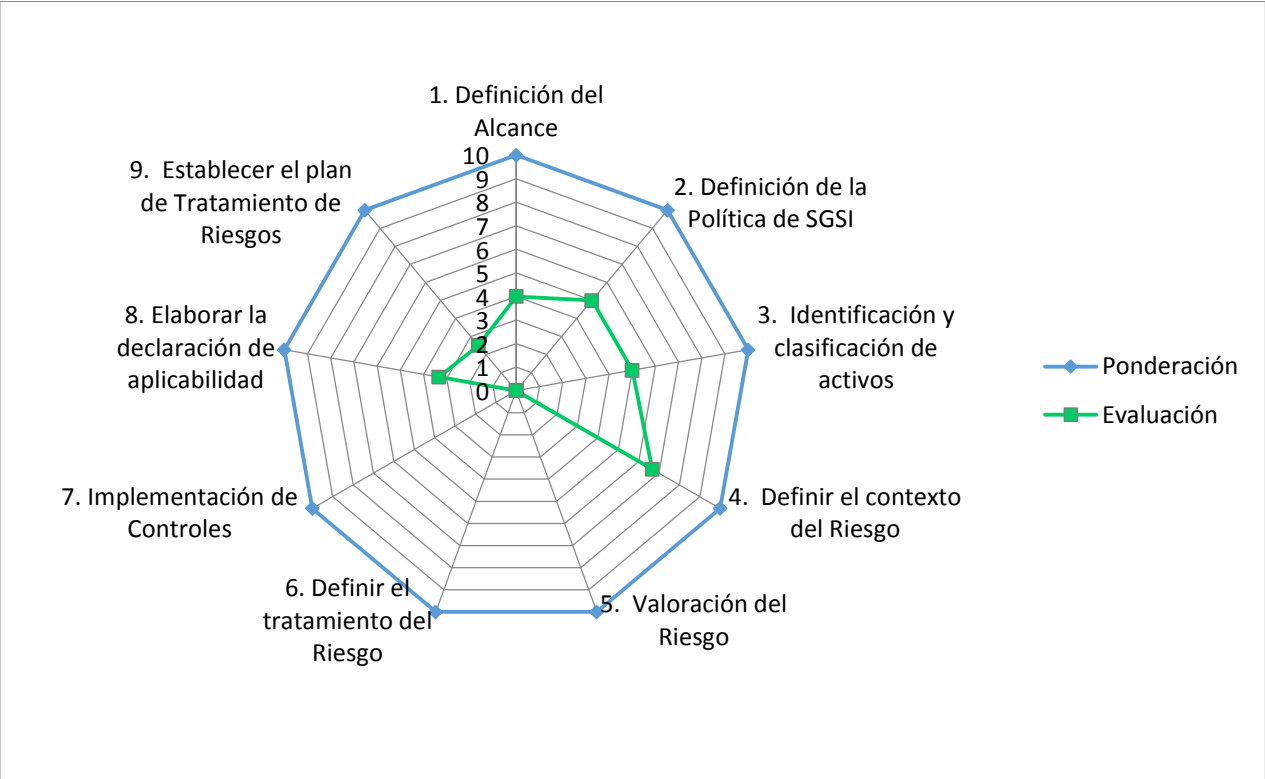 1. Definición del
Alcance
10
9
8
7
6
5
4
3
2
1
0
2. Definición de la
Política de SGSI
3. Identificación y
clasificación de
activos
4. Definir el contexto
del Riesgo
5. Valoración del
Riesgo
6. Definir el
tratamiento del
Riesgo
7. Implementación de
Controles
8. Elaborar la
declaración de
aplicabilidad
9. Establecer el plan
de Tratamiento de
Riesgos
Ponderación
Evaluación